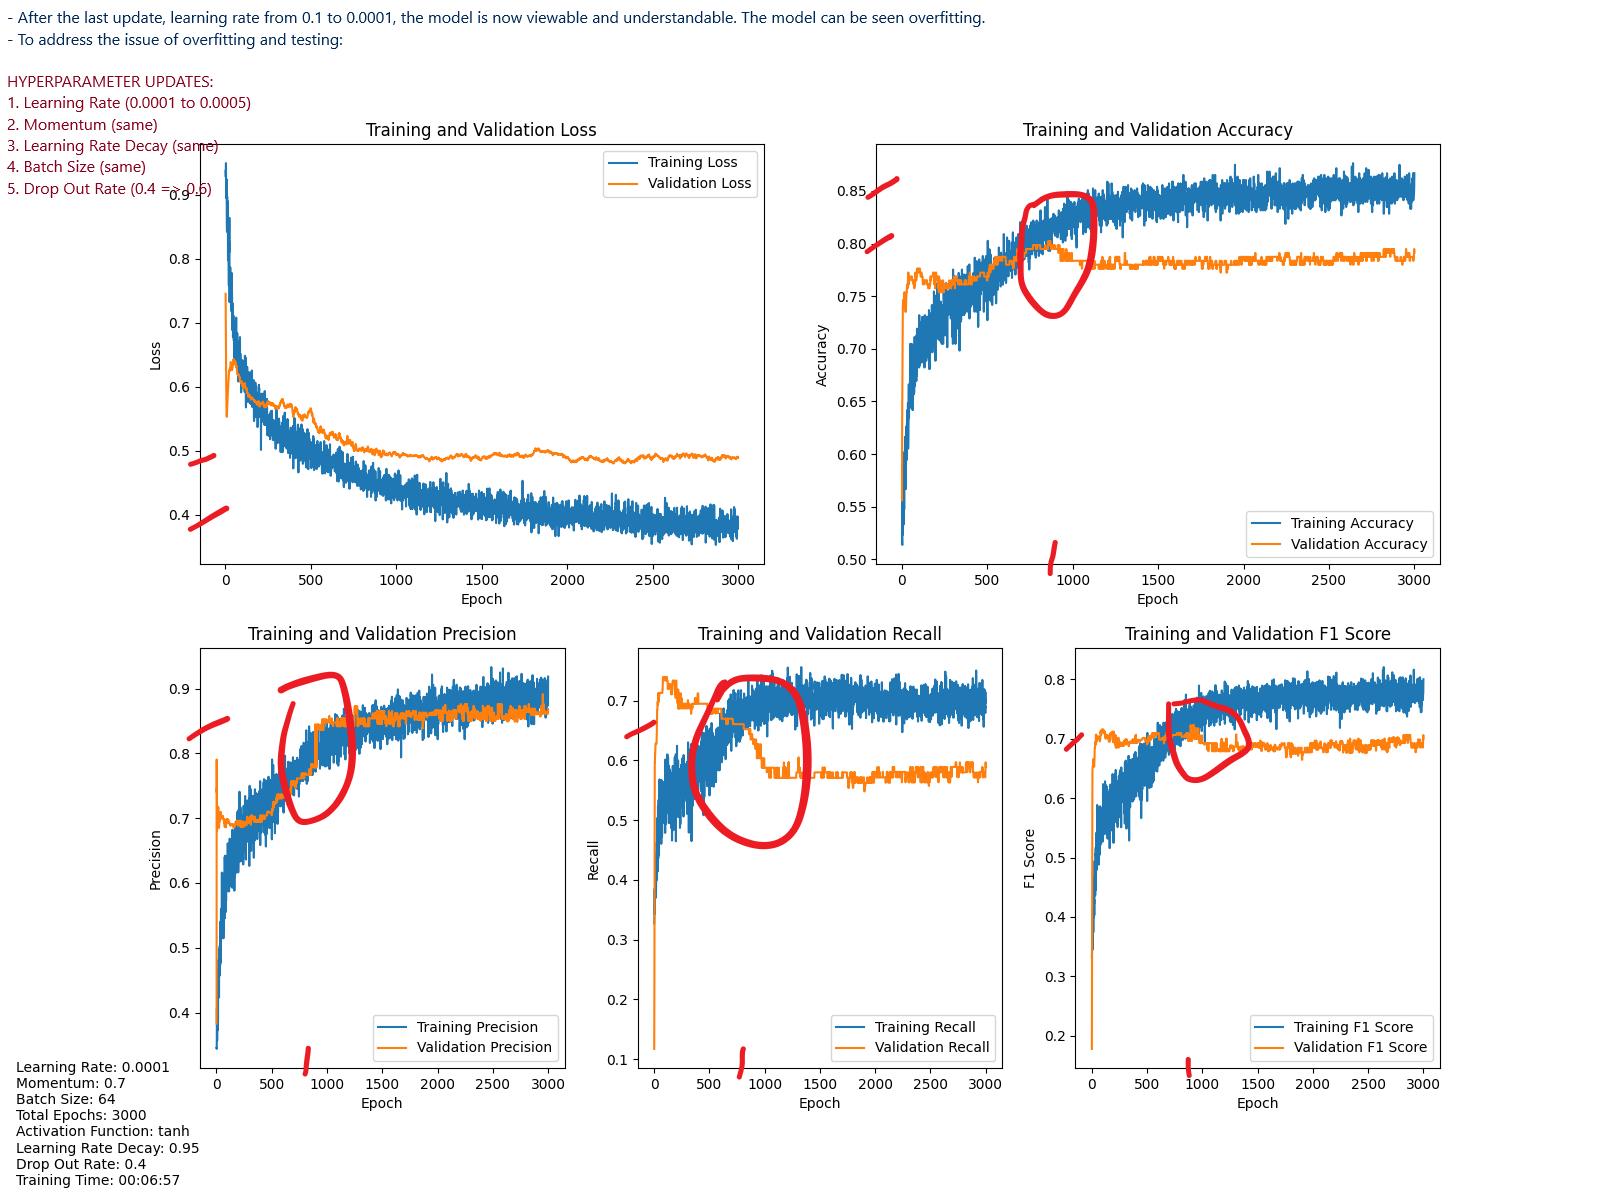 - After the last update, learning rate from 0.1 to 0.0001, the model is now viewable and understandable. The model can be seen overfitting.
- To address the issue of overfitting and testing:
HYPERPARAMETER UPDATES:
1. Learning Rate (0.0001 to 0.0005)
2. Momentum (same)
3. Learning Rate Decay (same)
4. Batch Size (same)
5. Drop Out Rate (0.4 => 0.6)
Training and Validation Loss
Training Loss
Validation Loss
0.9
0.8
0.7
0.6
0.5
0.4
Loss
0 500 1000 1500 2000 2500 3000
Epoch
Training and Validation Accuracy
0.85
0.80
0.75
0.70
0.65
0.60
0.55
0.50
Accuracy
Training Accuracy
Validation Accuracy
0 500 1000 1500 2000 2500 3000
Epoch
Training and Validation Precision
0.9
0.8
0.7
0.6
0.5
0.4
Precision
Training Precision
Validation Precision
0 500 1000 1500 2000 2500 3000
Epoch
Training and Validation Recall
0.7
0.6
0.5
0.4
0.3
0.2
0.1
Recall
Training Recall
Validation Recall
0 500 1000 1500 2000 2500 3000
Epoch
Training and Validation F1 Score
0.8
0.7
0.6
0.5
0.4
0.3
0.2
F1 Score
Training F1 Score
Validation F1 Score
0 500 1000 1500 2000 2500 3000
Epoch
Learning Rate: 0.0001
Momentum: 0.7
Batch Size: 64
Total Epochs: 3000
Activation Function: tanh
Learning Rate Decay: 0.95
Drop Out Rate: 0.4
Training Time: 00:06:57